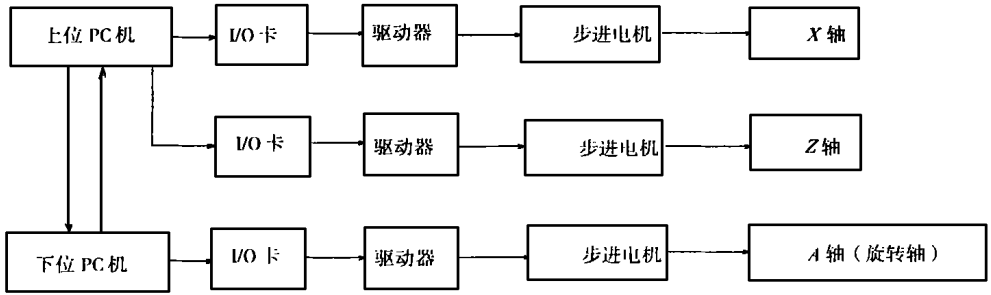 上位 PC 机
I/O 卡
驱动器
步进电机
X 轴
I/O 卡
驱动器
步进电机
Z 轴
下位 PC 机
I/O 卡
驱动器
步进电机
A 轴（旋转轴）